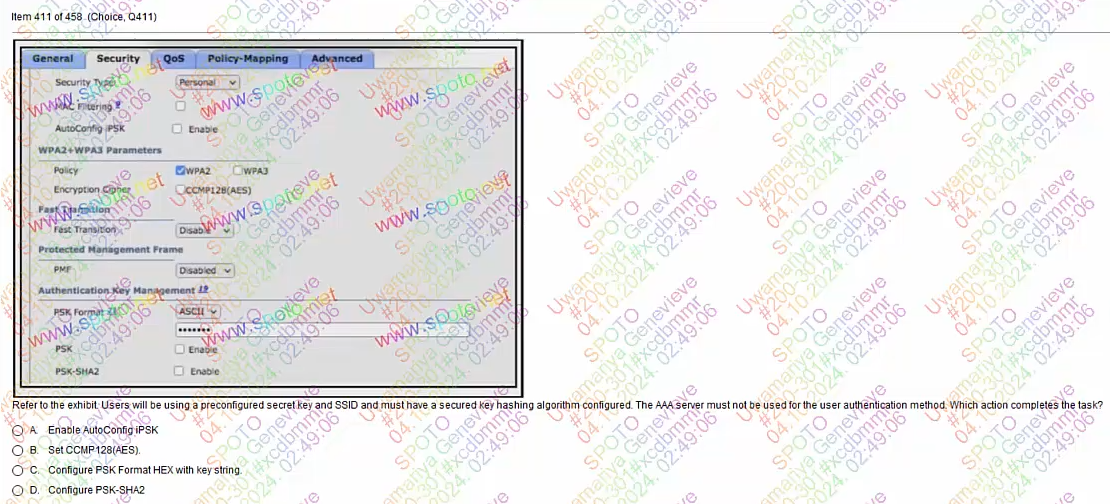 Item 411 of 458 (Choice, Q411)
General Security QoS Policy-Mapping Advanced
Security Type Personal
MAC Filtering
AutoConfig iPSK Enable
WPA2+WPA3 Parameters
Policy WPA2 WPA3
Encryption Cipher CCMP128(AES)
Fast Transition
Fast Transition Disable
Protected Management Frame
PMF Disabled
Authentication Key Management
PSK Format ASCII
•••••••
PSK Enable
PSK-SHA2 Enable
www.spoto.net
Uwamanya Genevieve
#200-301#xcdbmmr
04.10.2024. 02:49:06
SPOTO
Refer to the exhibit. Users will be using a preconfigured secret key and SSID and must have a secured key hashing algorithm configured. The AAA server must not be used for the user authentication method. Which action completes the task?
A. Enable AutoConfig iPSK
B. Set CCMP128(AES).
C. Configure PSK Format HEX with key string.
D. Configure PSK-SHA2